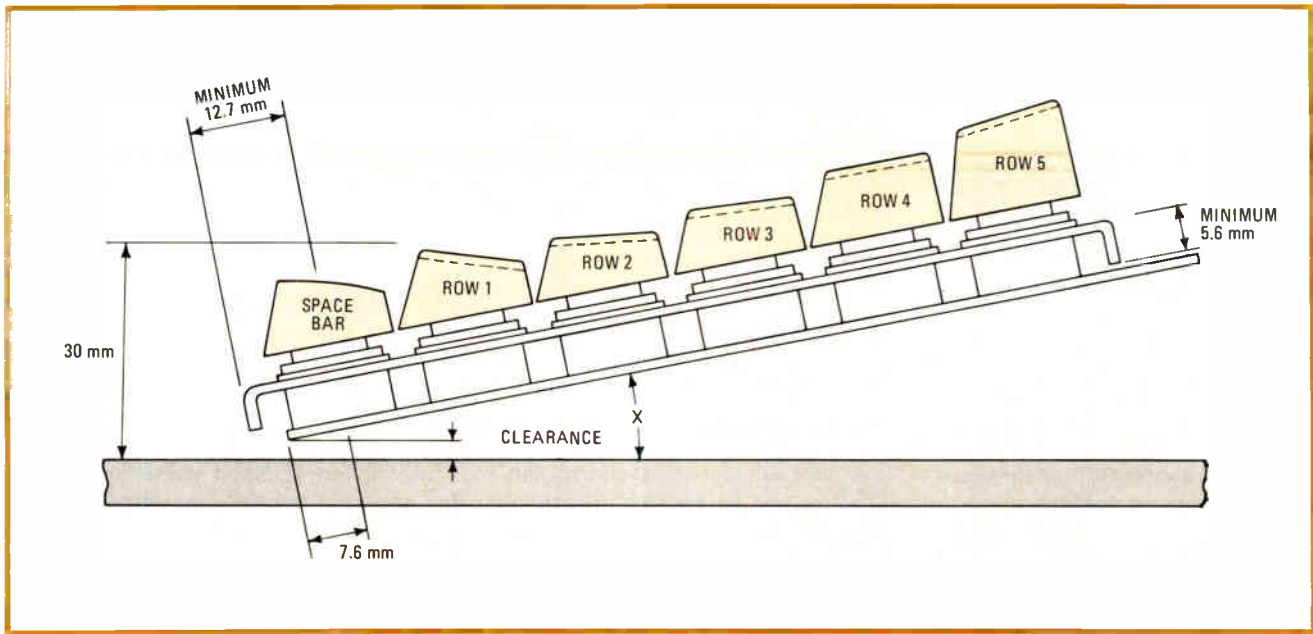 MINIMUM
12.7 mm
ROW 5
ROW 4
MINIMUM
5.6 mm
ROW 3
ROW 2
ROW 1
SPACE
BAR
30 mm
X
CLEARANCE
7.6 mm